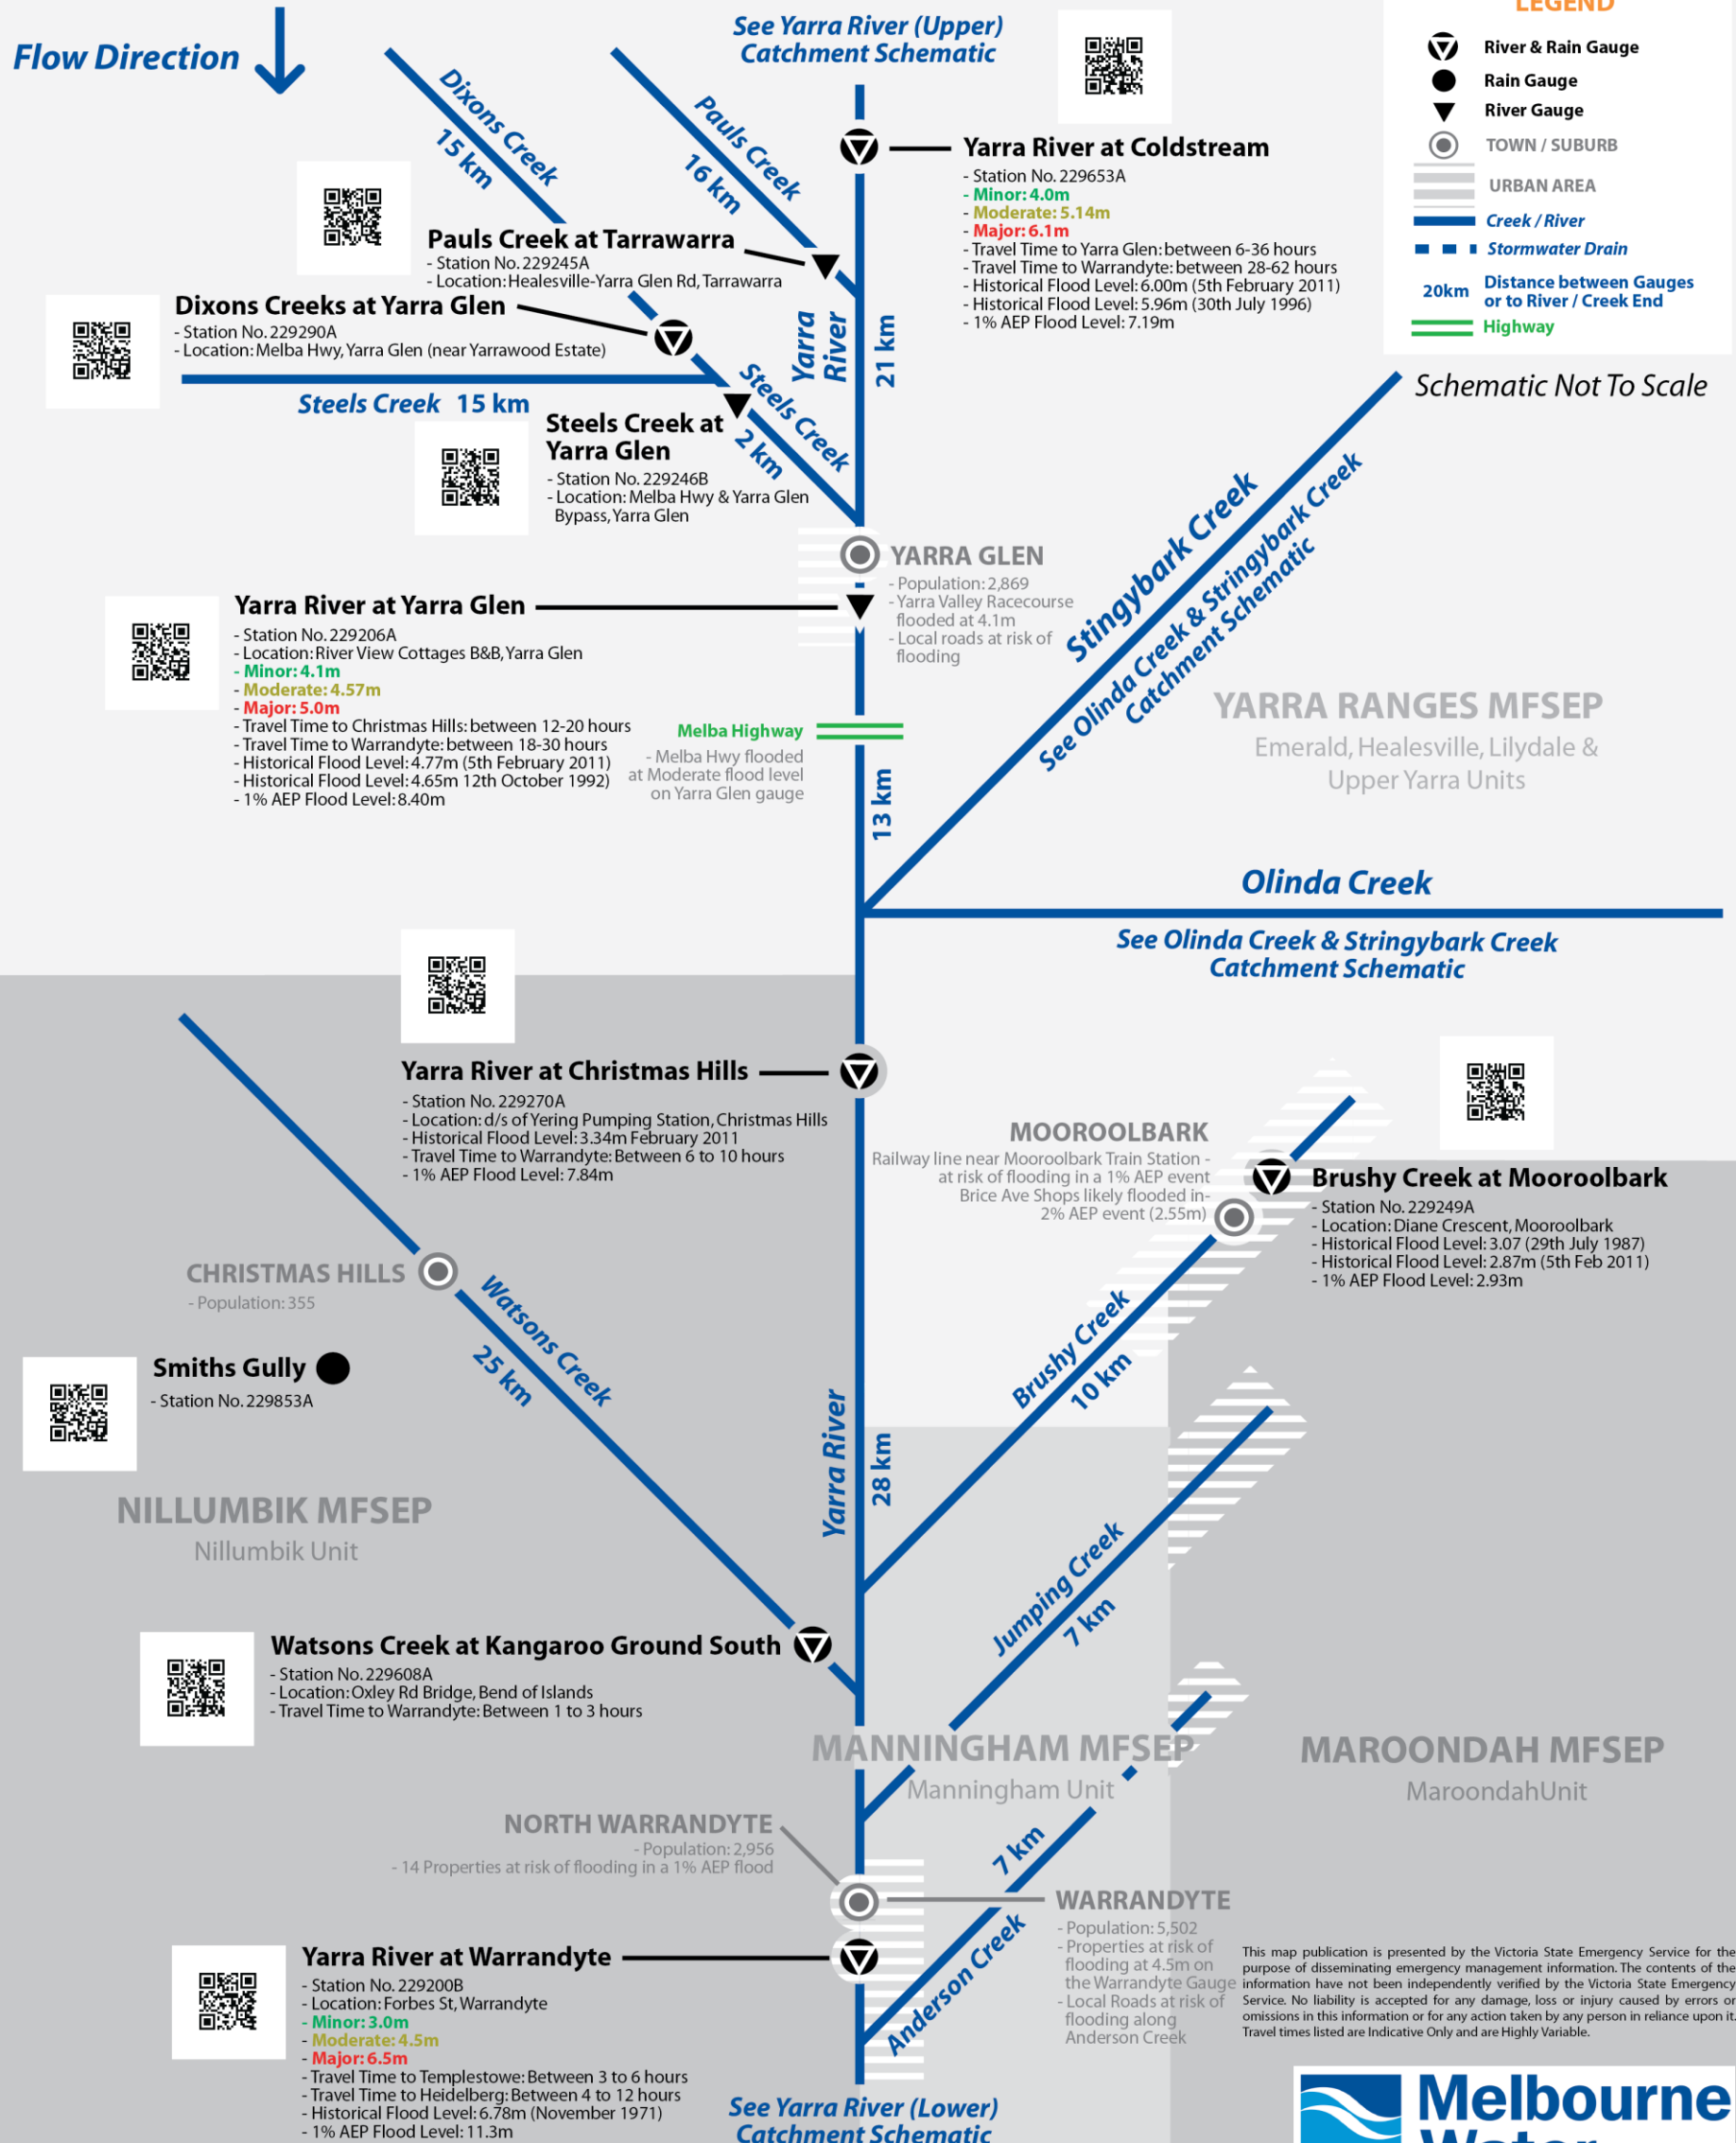 LEGEND
River & Rain Gauge
Rain Gauge
River Gauge
TOWN / SUBURB
URBAN AREA
Creek / River
Stormwater Drain
20km
Distance between Gauges
or to River / Creek End
Highway
Schematic Not To Scale
Flow Direction
See Yarra River (Upper)
Catchment Schematic
Dixons Creek
15 km
Pauls Creek
16 km
Yarra River at Coldstream
- Station No. 229653A
- Minor: 4.0m
- Moderate: 5.14m
- Major: 6.1m
- Travel Time to Yarra Glen: between 6-36 hours
- Travel Time to Warrandyte: between 28-62 hours
- Historical Flood Level: 6.00m (5th February 2011)
- Historical Flood Level: 5.96m (30th July 1996)
- 1% AEP Flood Level: 7.19m
Pauls Creek at Tarrawarra
- Station No. 229245A
- Location: Healesville-Yarra Glen Rd, Tarrawarra
Dixons Creeks at Yarra Glen
- Station No. 229290A
- Location: Melba Hwy, Yarra Glen (near Yarrawood Estate)
Yarra
River
21 km
Steels Creek 15 km
Steels Creek
2 km
Steels Creek at
Yarra Glen
- Station No. 229246B
- Location: Melba Hwy & Yarra Glen
Bypass, Yarra Glen
YARRA GLEN
- Population: 2,869
- Yarra Valley Racecourse
flooded at 4.1m
- Local roads at risk of
flooding
Yarra River at Yarra Glen
- Station No. 229206A
- Location: River View Cottages B&B, Yarra Glen
- Minor: 4.1m
- Moderate: 4.57m
- Major: 5.0m
- Travel Time to Christmas Hills: between 12-20 hours
- Travel Time to Warrandyte: between 18-30 hours
- Historical Flood Level: 4.77m (5th February 2011)
- Historical Flood Level: 4.65m 12th October 1992)
- 1% AEP Flood Level: 8.40m
Melba Highway
- Melba Hwy flooded
at Moderate flood level
on Yarra Glen gauge
13 km
Stingybark Creek
See Olinda Creek & Stringybark Creek
Catchment Schematic
YARRA RANGES MFSEP
Emerald, Healesville, Lilydale &
Upper Yarra Units
Olinda Creek
See Olinda Creek & Stringybark Creek
Catchment Schematic
Yarra River at Christmas Hills
- Station No. 229270A
- Location: d/s of Yering Pumping Station, Christmas Hills
- Historical Flood Level: 3.34m February 2011
- Travel Time to Warrandyte: Between 6 to 10 hours
- 1% AEP Flood Level: 7.84m
MOOROOLBARK
Railway line near Mooroolbark Train Station -
at risk of flooding in a 1% AEP event
Brice Ave Shops likely flooded in-
2% AEP event (2.55m)
Brushy Creek at Mooroolbark
- Station No. 229249A
- Location: Diane Crescent, Mooroolbark
- Historical Flood Level: 3.07 (29th July 1987)
- Historical Flood Level: 2.87m (5th Feb 2011)
- 1% AEP Flood Level: 2.93m
CHRISTMAS HILLS
- Population: 355
Watsons Creek
25 km
Smiths Gully
- Station No. 229853A
Brushy Creek
10 km
Yarra River
28 km
NILLUMBIK MFSEP
Nillumbik Unit
Jumping Creek
7 km
Watsons Creek at Kangaroo Ground South
- Station No. 229608A
- Location: Oxley Rd Bridge, Bend of Islands
- Travel Time to Warrandyte: Between 1 to 3 hours
MANNINGHAM MFSEP
Manningham Unit
MAROONDAH MFSEP
MaroondahUnit
NORTH WARRANDYTE
- Population: 2,956
- 14 Properties at risk of flooding in a 1% AEP flood
7 km
Anderson Creek
WARRANDYTE
- Population: 5,502
- Properties at risk of
flooding at 4.5m on
the Warrandyte Gauge
- Local Roads at risk of
flooding along
Anderson Creek
Yarra River at Warrandyte
- Station No. 229200B
- Location: Forbes St, Warrandyte
- Minor: 3.0m
- Moderate: 4.5m
- Major: 6.5m
- Travel Time to Templestowe: Between 3 to 6 hours
- Travel Time to Heidelberg: Between 4 to 12 hours
- Historical Flood Level: 6.78m (November 1971)
- 1% AEP Flood Level: 11.3m
See Yarra River (Lower)
Catchment Schematic
This map publication is presented by the Victoria State Emergency Service for the
purpose of disseminating emergency management information. The contents of the
information have not been independently verified by the Victoria State Emergency
Service. No liability is accepted for any damage, loss or injury caused by errors or
omissions in this information or for any action taken by any person in reliance upon it.
Travel times listed are Indicative Only and are Highly Variable.
Melbourne
Water